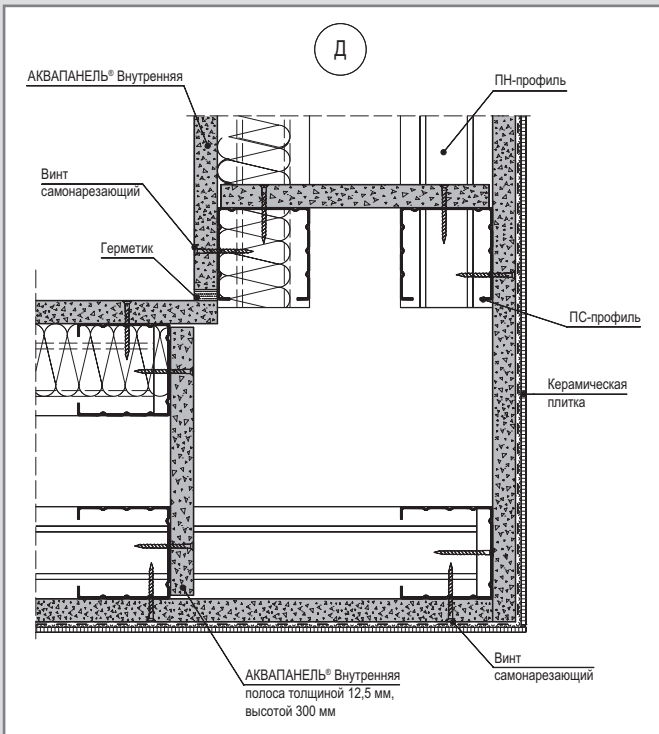 Д
АКВАПАНЕЛЬ® Внутренняя
ПН-профиль
Винт
самонарезающий
Герметик
ПС-профиль
Керамическая
плитка
Винт
самонарезающий
АКВАПАНЕЛЬ® Внутренняя
полоса толщиной 12,5 мм,
высотой 300 мм